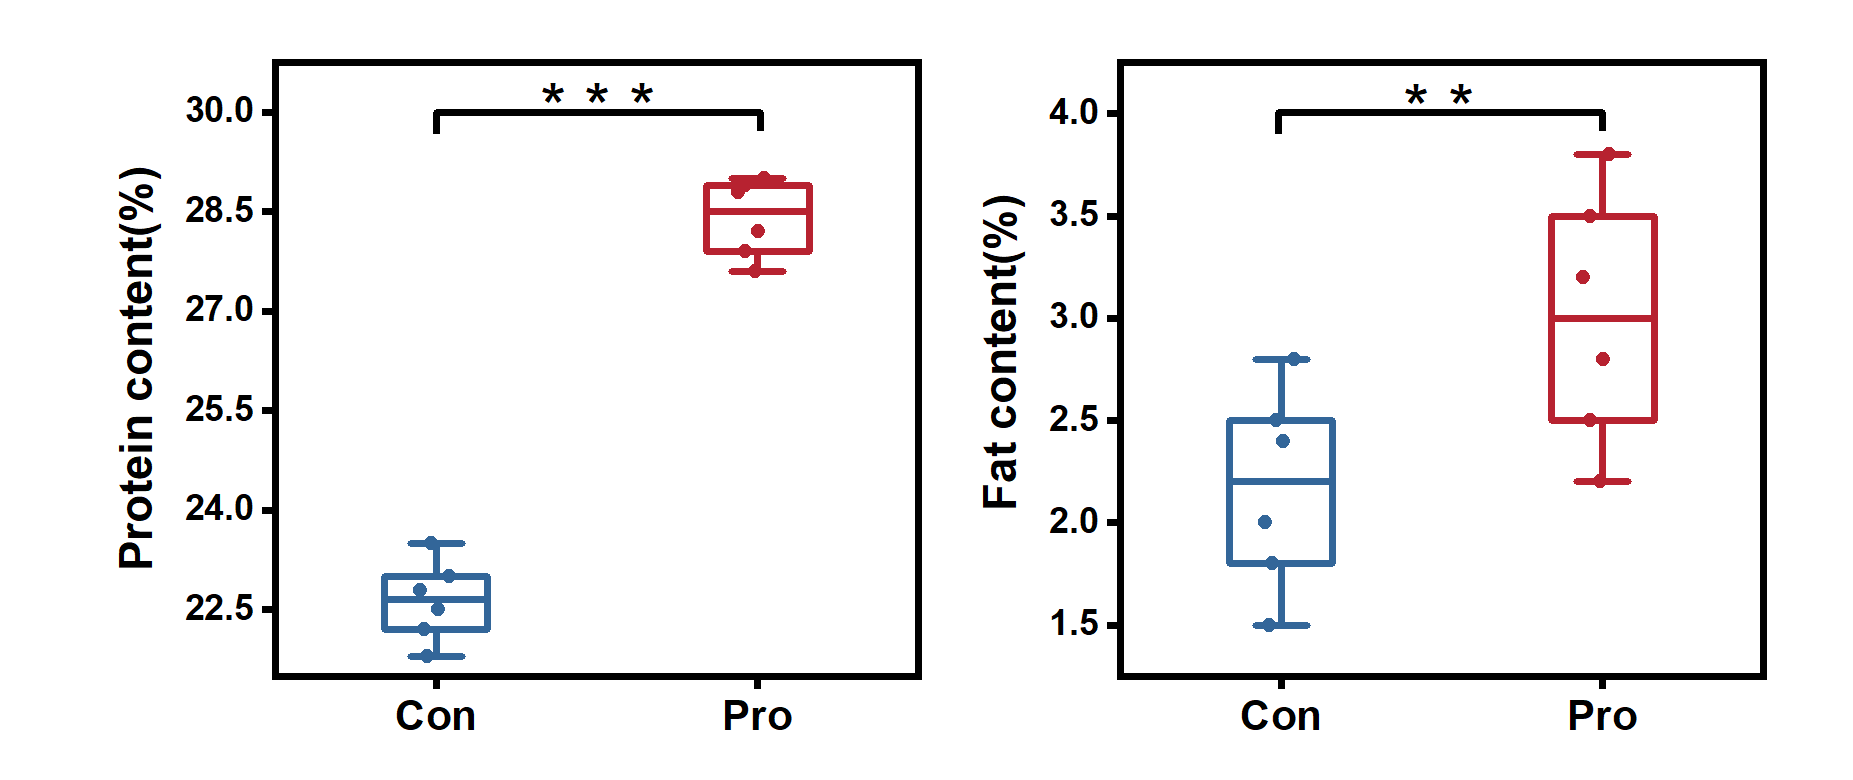 Protein content(%)
30.0
28.5
27.0
25.5
24.0
22.5
* * *
Con Pro
Fat content(%)
4.0
3.5
3.0
2.5
2.0
1.5
* *
Con Pro